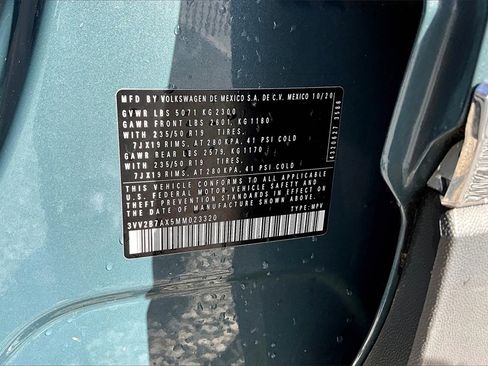 MFD BY VOLKSWAGEN DE MEXICO S.A. DE C.V. MEXICO 10/20
GVWR LBS 5071 KG 2300
GAWR FRONT LBS 2601, KG 1180
WITH 235/50 R19 TIRES.
7JX19 RIMS, AT 280 KPA, 41 PSI COLD
GAWR REAR LBS 2579, KG 1170
WITH 235/50 R19 TIRES.
7JX19 RIMS, AT 280 KPA, 41 PSI COLD
THIS VEHICLE CONFORMS TO ALL APPLICABLE
U.S. FEDERAL MOTOR VEHICLE SAFETY AND
THEFT PREVENTION STANDARDS IN EFFECT ON
THE DATE OF MANUFACTURE SHOWN ABOVE.
3VV2B7AX5MM023320
TYPE: MPV